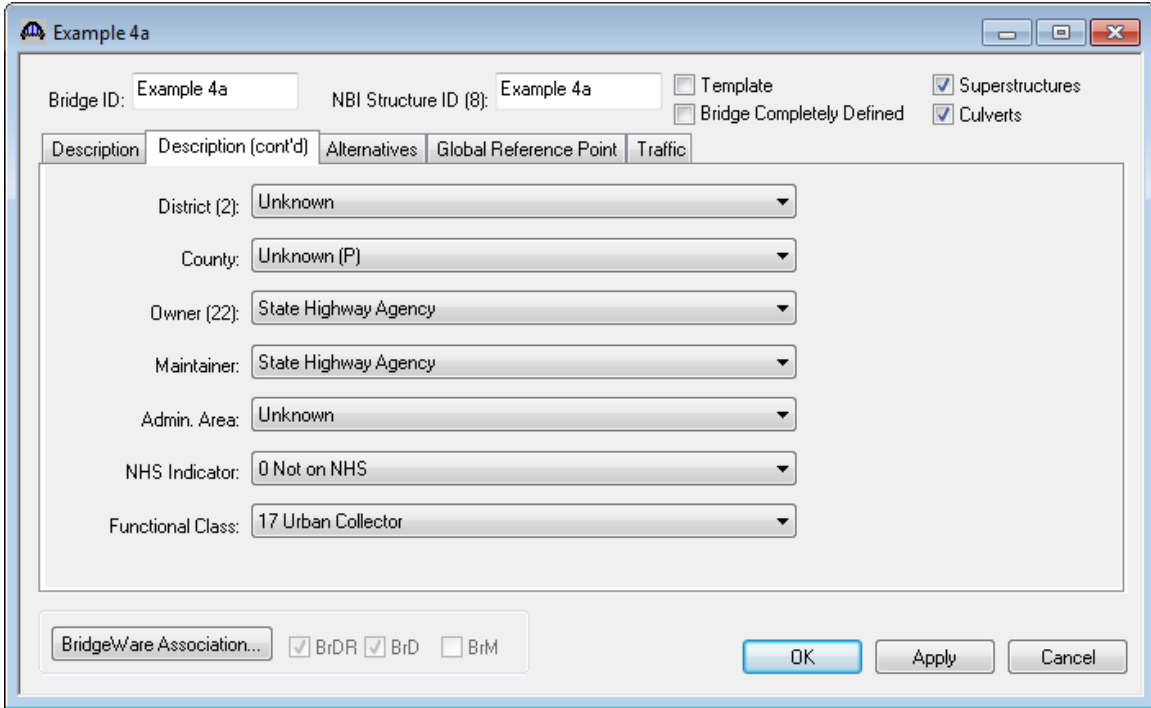 Example 4a
Bridge ID: Example 4a NBI Structure ID (8): Example 4a Template Superstructures
Bridge Completely Defined Culverts
Description Description (cont'd) Alternatives Global Reference Point Traffic
District (2): Unknown
County: Unknown (P)
Owner (22): State Highway Agency
Maintainer: State Highway Agency
Admin. Area: Unknown
NHS Indicator: 0 Not on NHS
Functional Class: 17 Urban Collector
BridgeWare Association... BrDR BrD BrM OK Apply Cancel